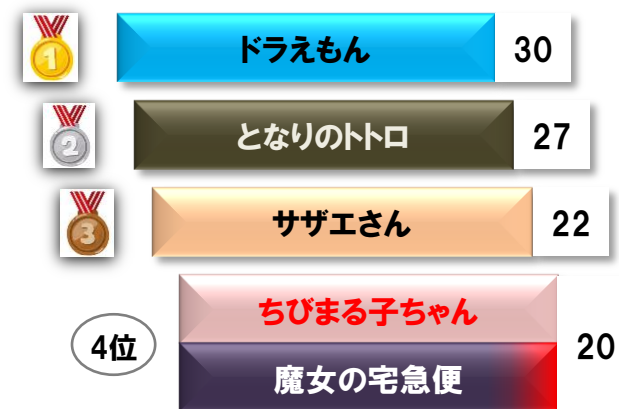 1 ドラえもん 30
2 となりのトトロ 27
3 サザエさん 22
4位 ちびまる子ちゃん 20
魔女の宅急便